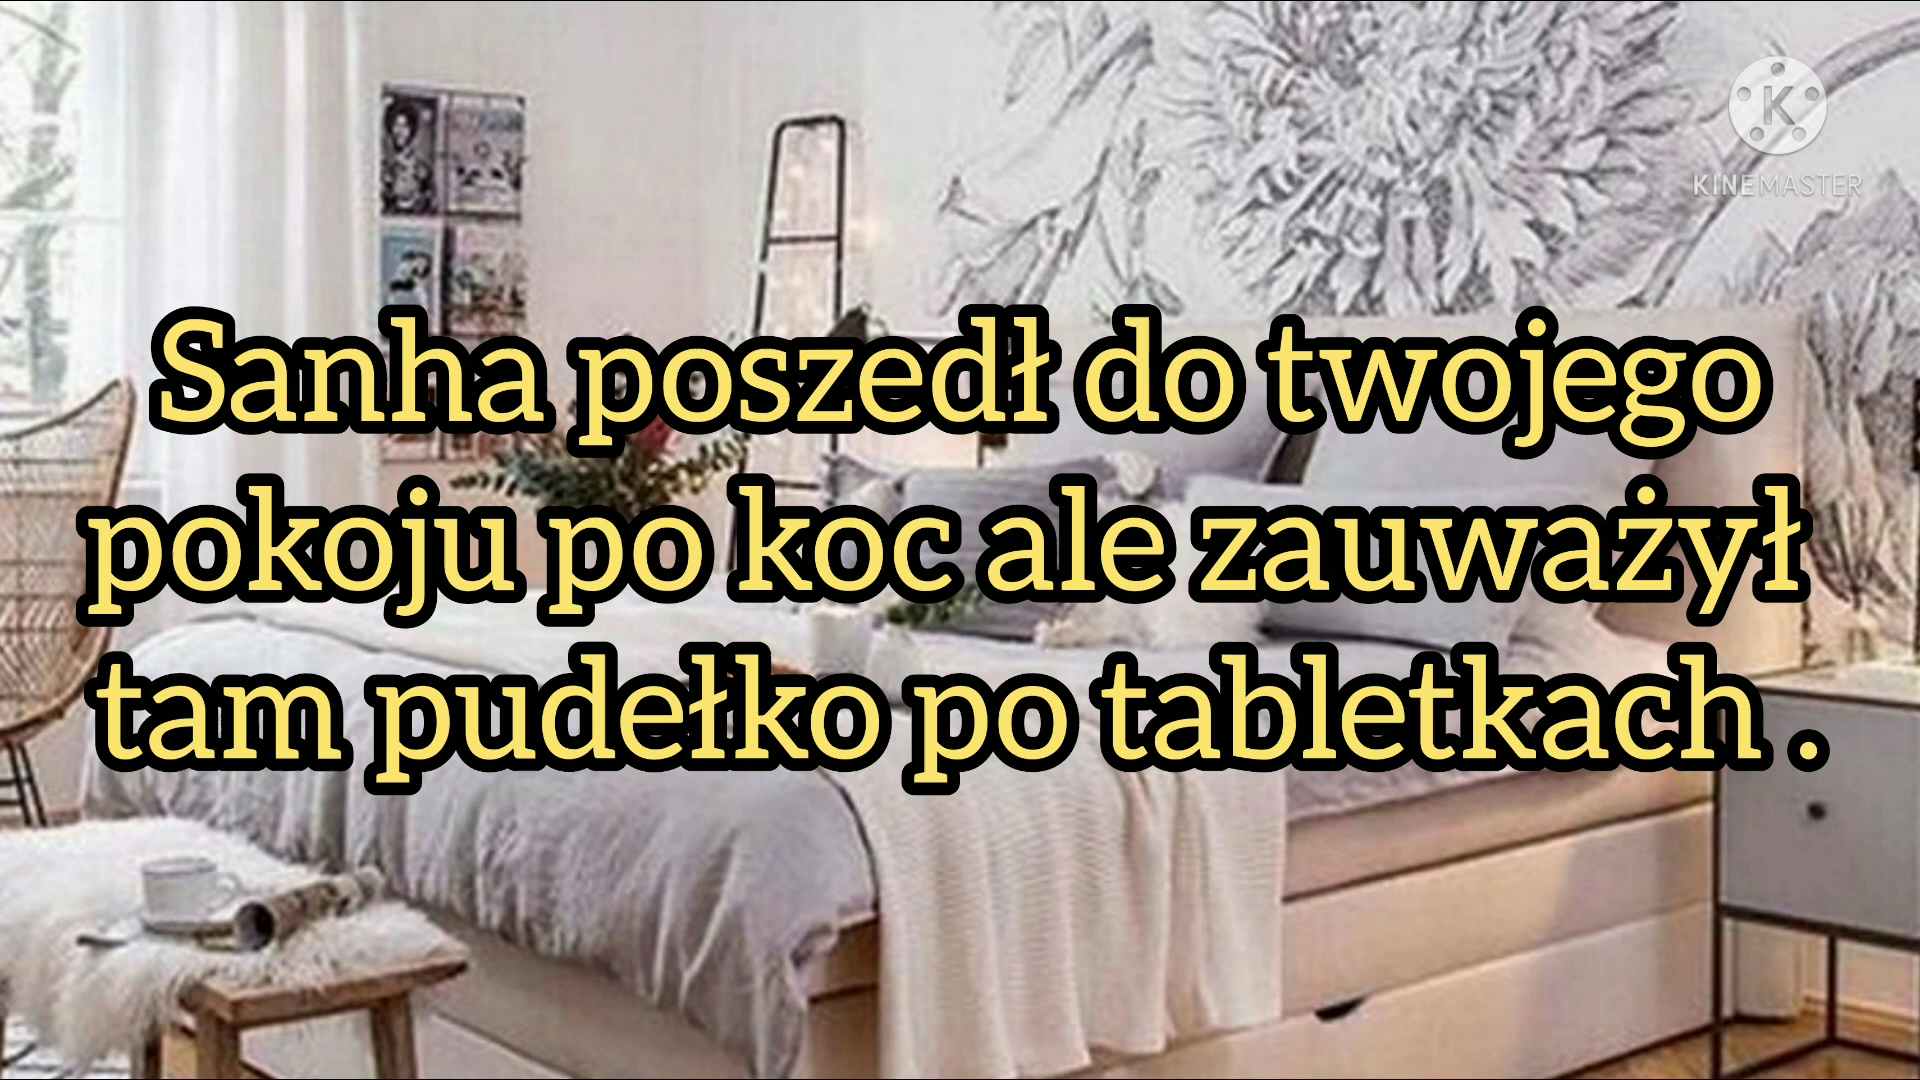 K
KINEMASTER
Sanha poszedł do twojego
pokoju po koc ale zauważył
tam pudełko po tabletkach .